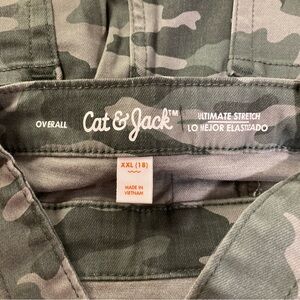 OVERALL
Cat & Jack™
ULTIMATE STRETCH
LO MEJOR ELASTIZADO
XXL (18)
MADE IN
VIETNAM